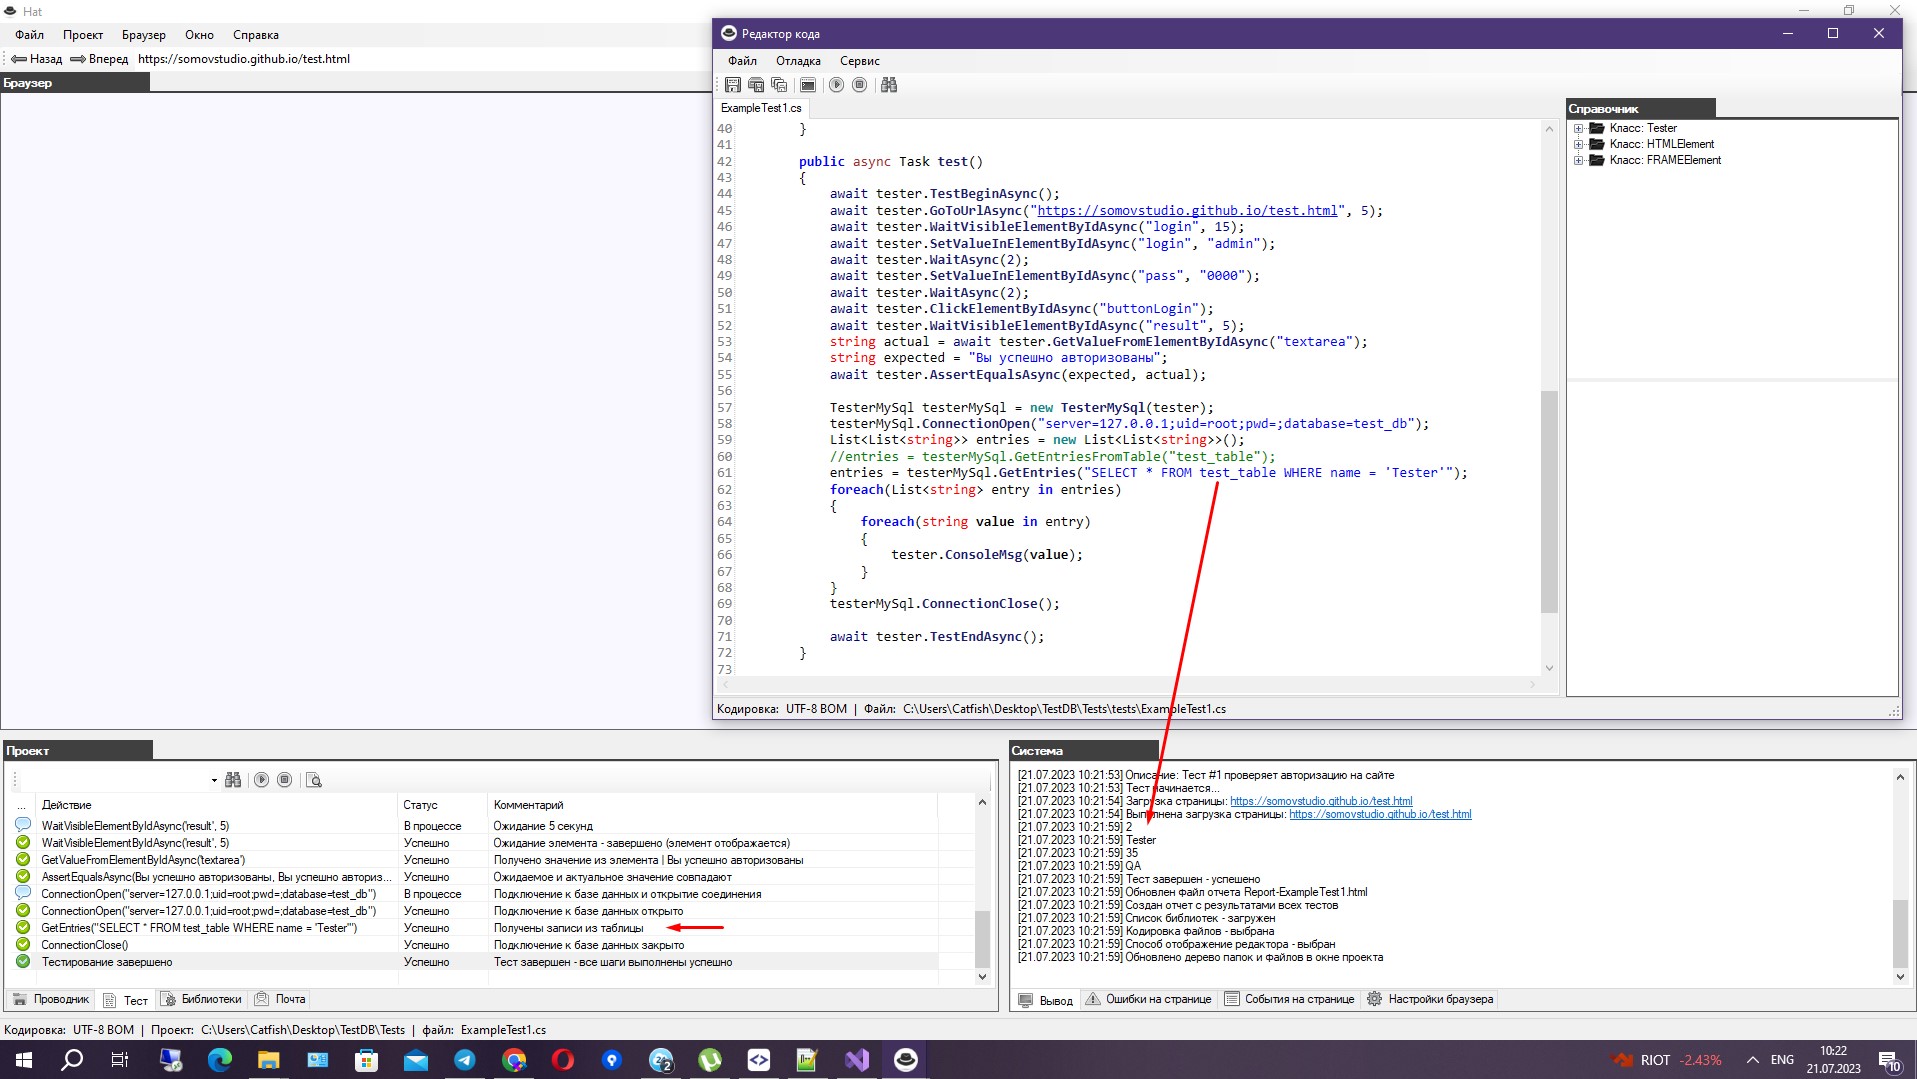 Hat
Файл Проект Браузер Окно Справка
Назад Вперед https://somovstudio.github.io/test.html
Браузер
Редактор кода
Файл Отладка Сервис
ExampleTest1.cs
40 }
41
42 public async Task test()
43 {
44 await tester.TestBeginAsync();
45 await tester.GoToUrlAsync("https://somovstudio.github.io/test.html", 5);
46 await tester.WaitVisibleElementByIdAsync("login", 15);
47 await tester.SetValueInElementByIdAsync("login", "admin");
48 await tester.WaitAsync(2);
49 await tester.SetValueInElementByIdAsync("pass", "0000");
50 await tester.WaitAsync(2);
51 await tester.ClickElementByIdAsync("buttonLogin");
52 await tester.WaitVisibleElementByIdAsync("result", 5);
53 string actual = await tester.GetValueFromElementByIdAsync("textarea");
54 string expected = "Вы успешно авторизованы";
55 await tester.AssertEqualsAsync(expected, actual);
56
57 TesterMySql testerMySql = new TesterMySql(tester);
58 testerMySql.ConnectionOpen("server=127.0.0.1;uid=root;pwd=;database=test_db");
59 List<List<string>> entries = new List<List<string>>();
60 //entries = testerMySql.GetEntriesFromTable("test_table");
61 entries = testerMySql.GetEntries("SELECT * FROM test_table WHERE name = 'Tester'");
62 foreach(List<string> entry in entries)
63 {
64 foreach(string value in entry)
65 {
66 tester.ConsoleMsg(value);
67 }
68 }
69 testerMySql.ConnectionClose();
70
71 await tester.TestEndAsync();
72 }
73
Кодировка: UTF-8 BOM | Файл: C:\Users\Catfish\Desktop\TestDB\Tests\tests\ExampleTest1.cs
Справочник
Класс: Tester
Класс: HTMLElement
Класс: FRAMEElement
Проект
... Действие Статус Комментарий
WaitVisibleElementByIdAsync('result', 5) В процессе Ожидание 5 секунд
WaitVisibleElementByIdAsync('result', 5) Успешно Ожидание элемента - завершено (элемент отображается)
GetValueFromElementByIdAsync('textarea') Успешно Получено значение из элемента | Вы успешно авторизованы
AssertEqualsAsync(Вы успешно авторизованы, Вы успешно авториз... Успешно Ожидаемое и актуальное значение совпадают
ConnectionOpen("server=127.0.0.1;uid=root;pwd=;database=test_db") В процессе Подключение к базе данных и открытие соединения
ConnectionOpen("server=127.0.0.1;uid=root;pwd=;database=test_db") Успешно Подключение к базе данных открыто
GetEntries("SELECT * FROM test_table WHERE name = 'Tester'") Успешно Получены записи из таблицы
ConnectionClose() Успешно Подключение к базе данных закрыто
Тестирование завершено Успешно Тест завершен - все шаги выполнены успешно
Проводник Тест Библиотеки Почта
Система
[21.07.2023 10:21:53] Описание: Тест #1 проверяет авторизацию на сайте
[21.07.2023 10:21:53] Тест начинается...
[21.07.2023 10:21:54] Загрузка страницы: https://somovstudio.github.io/test.html
[21.07.2023 10:21:54] Выполнена загрузка страницы: https://somovstudio.github.io/test.html
[21.07.2023 10:21:59] 2
[21.07.2023 10:21:59] Tester
[21.07.2023 10:21:59] 35
[21.07.2023 10:21:59] QA
[21.07.2023 10:21:59] Тест завершен - успешено
[21.07.2023 10:21:59] Обновлен файл отчета Report-ExampleTest1.html
[21.07.2023 10:21:59] Создан отчет с результатами всех тестов
[21.07.2023 10:21:59] Список библиотек - загружен
[21.07.2023 10:21:59] Кодировка файлов - выбрана
[21.07.2023 10:21:59] Способ отображение редактора - выбран
[21.07.2023 10:21:59] Обновлено дерево папок и файлов в окне проекта
Вывод Ошибки на странице События на странице Настройки браузера
Кодировка: UTF-8 BOM | Проект: C:\Users\Catfish\Desktop\TestDB\Tests | файл: ExampleTest1.cs
RIOT -2.43% ENG 10:22
21.07.2023
10